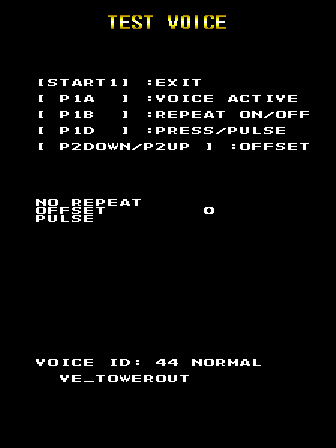 TEST VOICE
[START1] :EXIT
[ P1A ] :VOICE ACTIVE
[ P1B ] :REPEAT ON/OFF
[ P1D ] :PRESS/PULSE
[ P2DOWN/P2UP ] :OFFSET
NO REPEAT
OFFSET 0
PULSE
VOICE ID: 44 NORMAL
VE_TOWEROUT